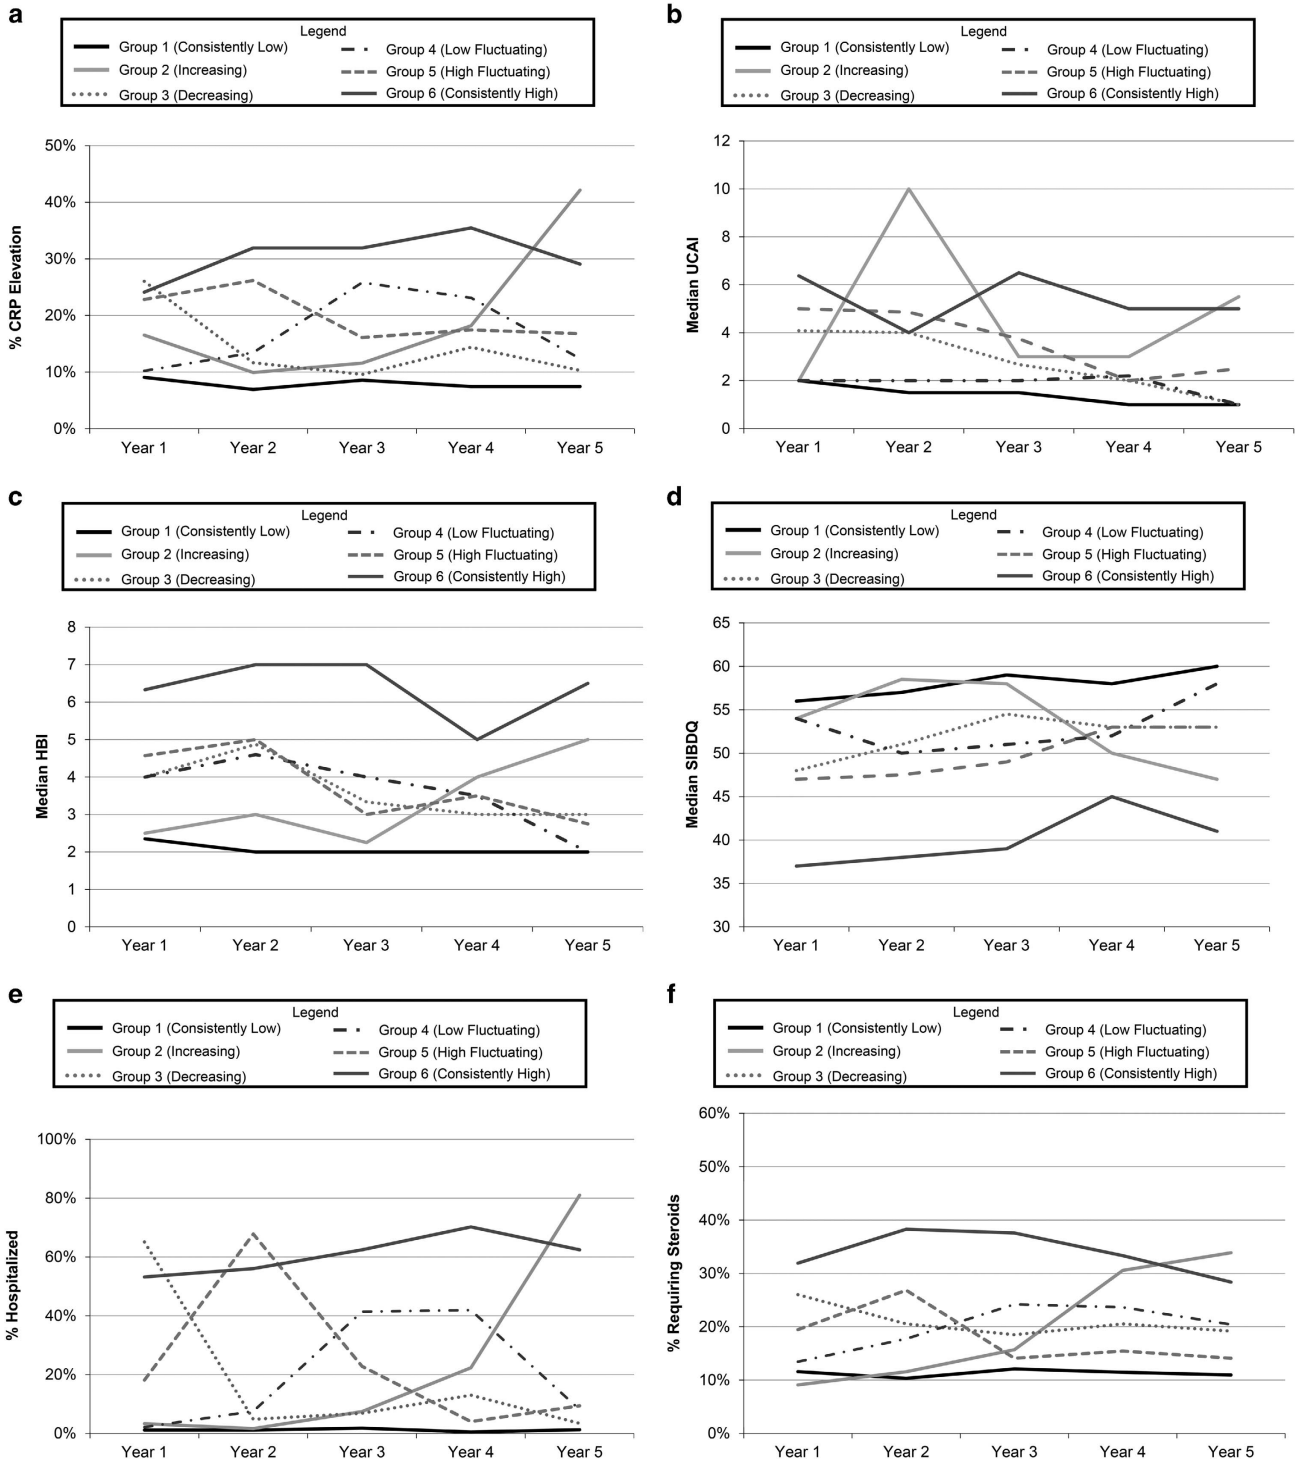 a
Legend
Group 1 (Consistently Low)
Group 2 (Increasing)
Group 3 (Decreasing)
Group 4 (Low Fluctuating)
Group 5 (High Fluctuating)
Group 6 (Consistently High)
% CRP Elevation
50%
40%
30%
20%
10%
0%
Year 1 Year 2 Year 3 Year 4 Year 5
b
Legend
Group 1 (Consistently Low)
Group 2 (Increasing)
Group 3 (Decreasing)
Group 4 (Low Fluctuating)
Group 5 (High Fluctuating)
Group 6 (Consistently High)
Median UCAI
12
10
8
6
4
2
0
Year 1 Year 2 Year 3 Year 4 Year 5
c
Legend
Group 1 (Consistently Low)
Group 2 (Increasing)
Group 3 (Decreasing)
Group 4 (Low Fluctuating)
Group 5 (High Fluctuating)
Group 6 (Consistently High)
Median HBI
8
7
6
5
4
3
2
1
0
Year 1 Year 2 Year 3 Year 4 Year 5
d
Legend
Group 1 (Consistently Low)
Group 2 (Increasing)
Group 3 (Decreasing)
Group 4 (Low Fluctuating)
Group 5 (High Fluctuating)
Group 6 (Consistently High)
Median SIBDQ
65
60
55
50
45
40
35
30
Year 1 Year 2 Year 3 Year 4 Year 5
e
Legend
Group 1 (Consistently Low)
Group 2 (Increasing)
Group 3 (Decreasing)
Group 4 (Low Fluctuating)
Group 5 (High Fluctuating)
Group 6 (Consistently High)
% Hospitalized
100%
80%
60%
40%
20%
0%
Year 1 Year 2 Year 3 Year 4 Year 5
f
Legend
Group 1 (Consistently Low)
Group 2 (Increasing)
Group 3 (Decreasing)
Group 4 (Low Fluctuating)
Group 5 (High Fluctuating)
Group 6 (Consistently High)
% Requiring Steroids
60%
50%
40%
30%
20%
10%
0%
Year 1 Year 2 Year 3 Year 4 Year 5